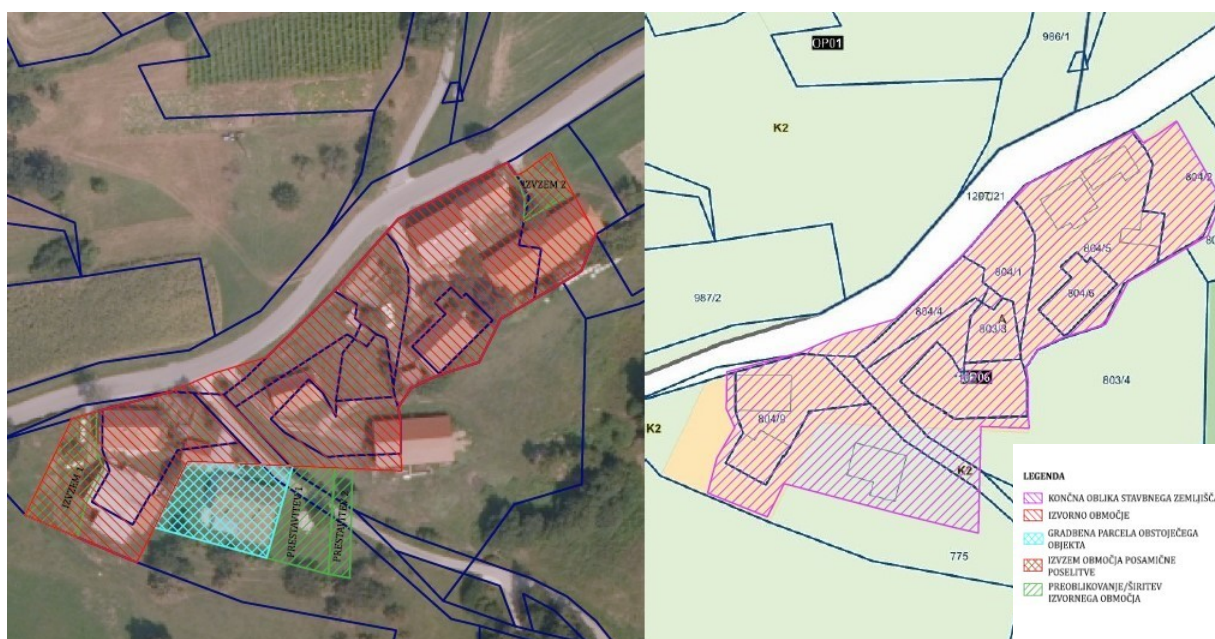 IZVZEM 2
IZVZEM 1
PRESTAVITEV 1
PRESTAVITEV 2
OP01
986/1
K2
804/2
804/5
804/1
804/6
987/2
804/4
803/3
A
803/4
804/9
K2
K2
775
LEGENDA
KONČNA OBLIKA STAVBNEGA ZEMLJIŠČA
IZVORNO OBMOČJE
GRADBENA PARCELA OBSTOJEČEGA
OBJEKTA
IZVZEM OBMOČJA POSAMIČNE
POSELITVE
PREOBLIKOVANJE/ŠIRITEV
IZVORNEGA OBMOČJA